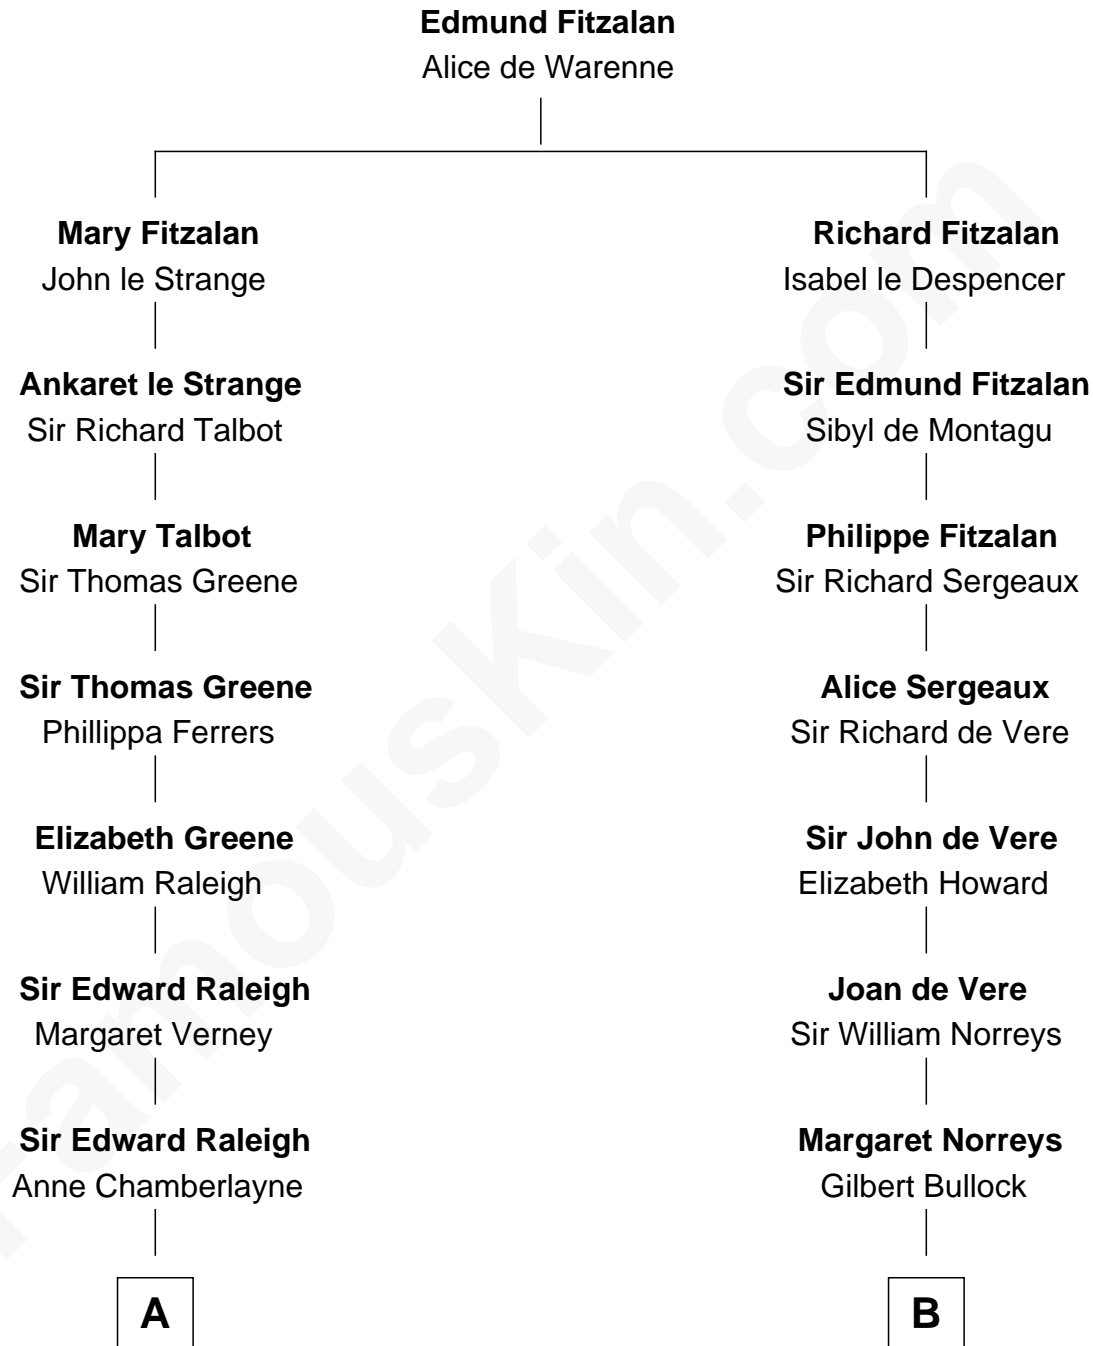 Edmund Fitzalan
Alice de Warenne
Mary Fitzalan
John le Strange
Richard Fitzalan
Isabel le Despencer
Ankaret le Strange
Sir Richard Talbot
Sir Edmund Fitzalan
Sibyl de Montagu
Mary Talbot
Sir Thomas Greene
Philippe Fitzalan
Sir Richard Sergeaux
Sir Thomas Greene
Phillippa Ferrers
Alice Sergeaux
Sir Richard de Vere
Elizabeth Greene
William Raleigh
Sir John de Vere
Elizabeth Howard
Sir Edward Raleigh
Margaret Verney
Joan de Vere
Sir William Norreys
Sir Edward Raleigh
Anne Chamberlayne
Margaret Norreys
Gilbert Bullock
A
B
FamousKin.com